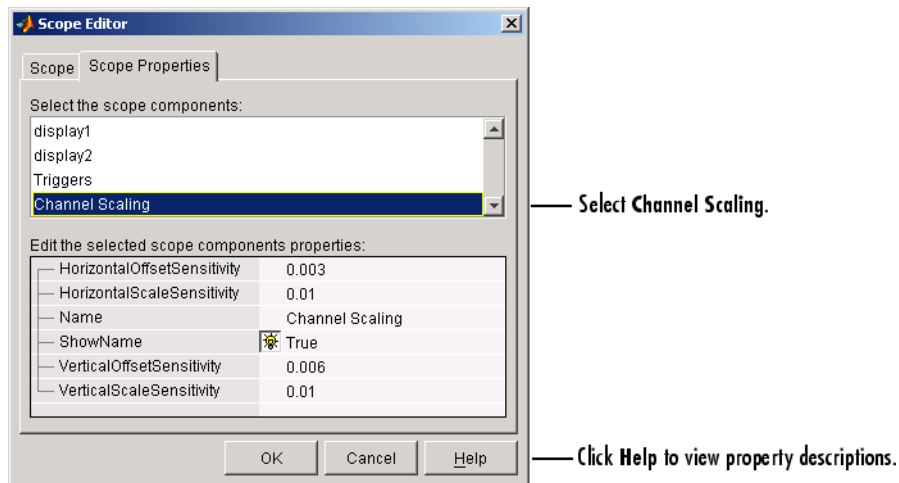 Scope Editor
Scope Scope Properties
Select the scope components:
display1
display2
Triggers
Channel Scaling
Select Channel Scaling.
Edit the selected scope components properties:
HorizontalOffsetSensitivity 0.003
HorizontalScaleSensitivity 0.01
Name Channel Scaling
ShowName True
VerticalOffsetSensitivity 0.006
VerticalScaleSensitivity 0.01
OK Cancel Help
Click Help to view property descriptions.